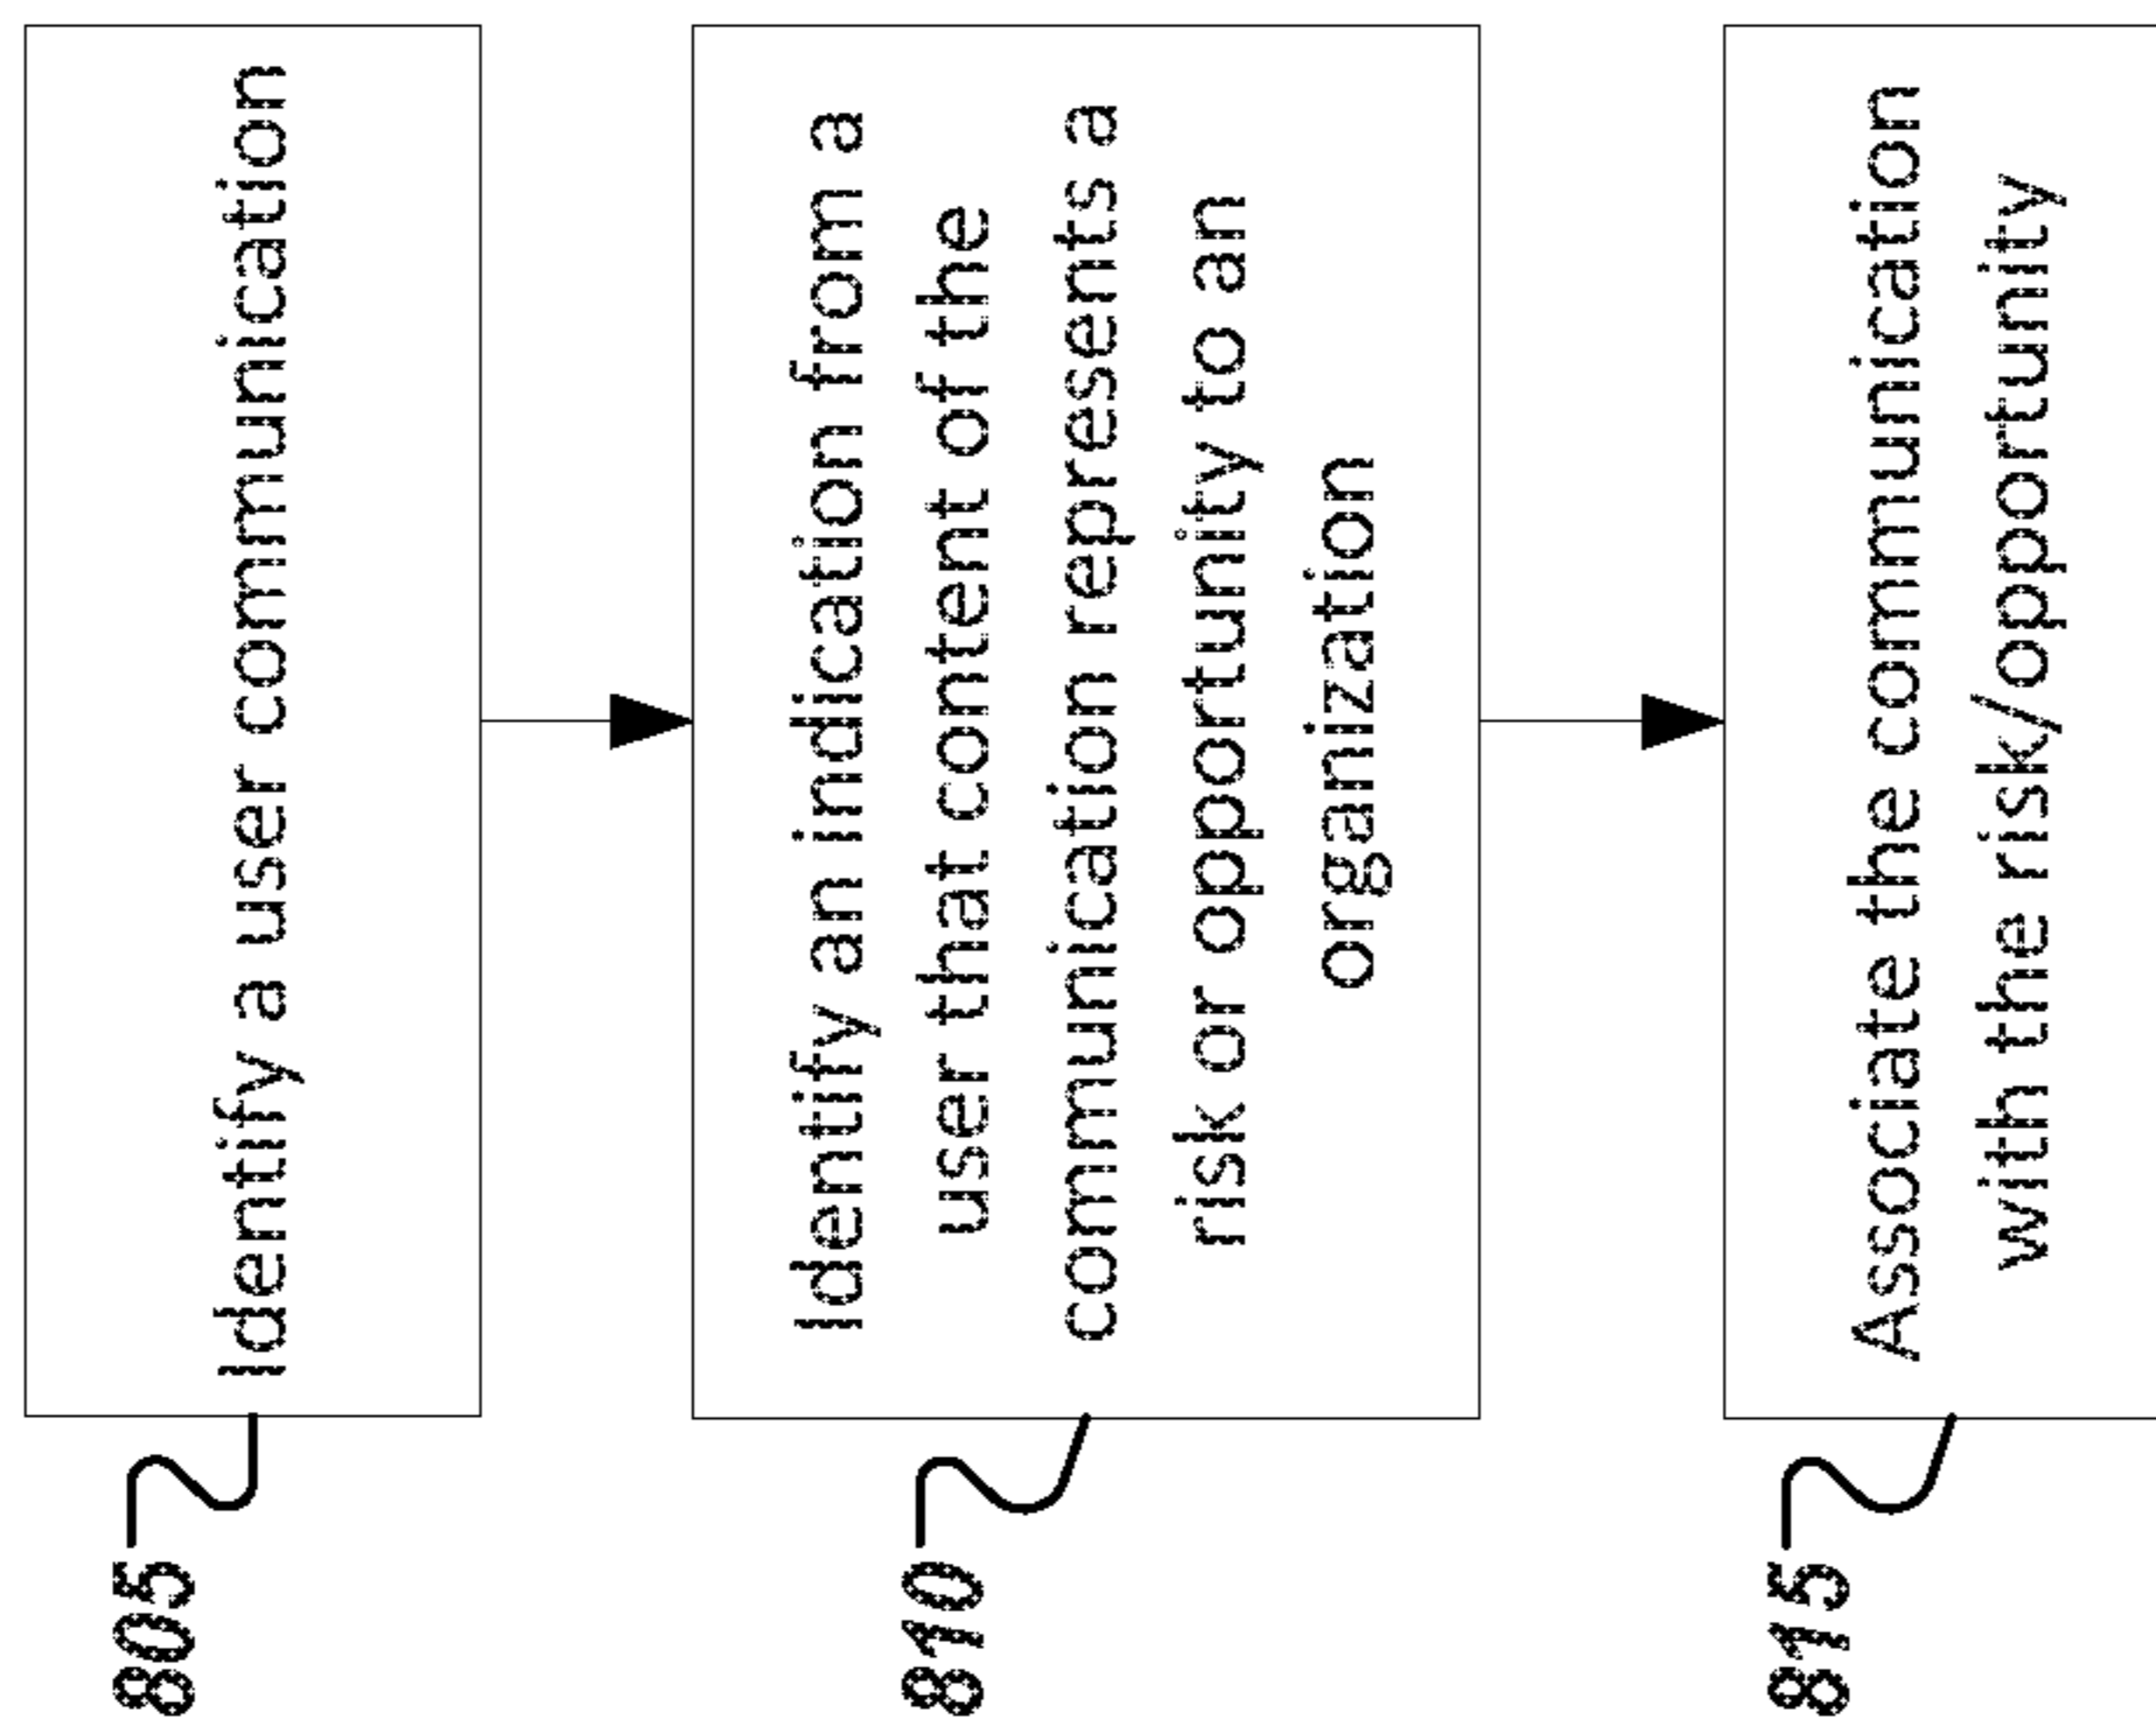 805
Identify a user communication
810
Identify an indication from a
user that content of the
communication represents a
risk or opportunity to an
organization
815
Associate the communication
with the risk/opportunity